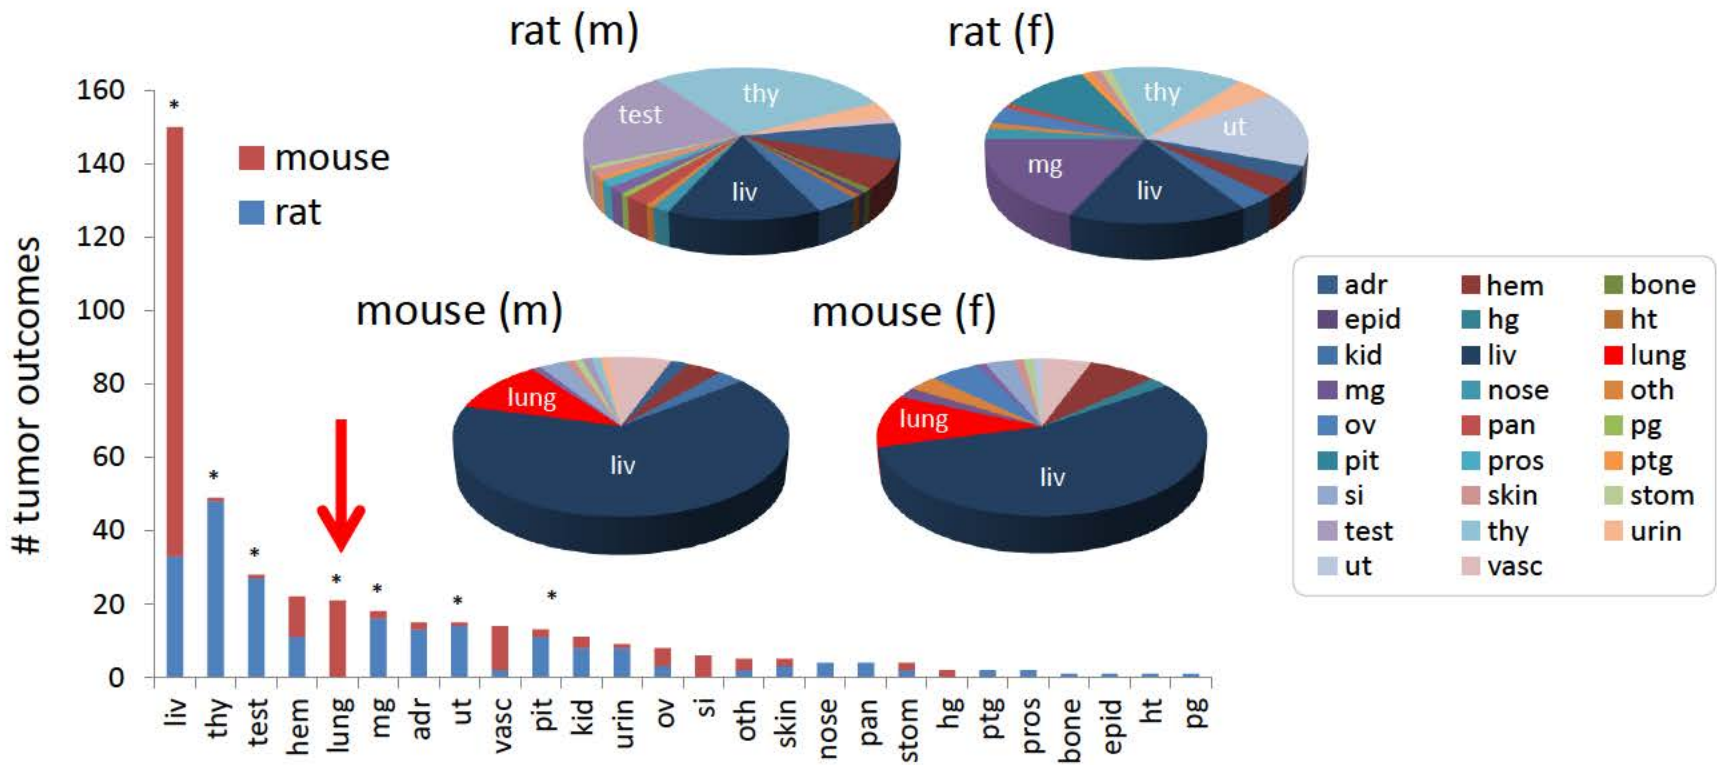 rat (m)
rat (f)
160
140
120
100
80
60
40
20
0
# tumor outcomes
*
*
*
*
*
*
*
mouse
rat
thy
test
liv
thy
ut
mg
liv
mouse (m)
mouse (f)
lung
liv
lung
liv
adr hem bone
epid hg ht
kid liv lung
mg nose oth
ov pan pg
pit pros ptg
si skin stom
test thy urin
ut vasc
liv
thy
test
hem
lung
mg
adr
ut
vasc
pit
kid
urin
ov
si
oth
skin
nose
pan
stom
hg
ptg
pros
bone
epid
ht
pg